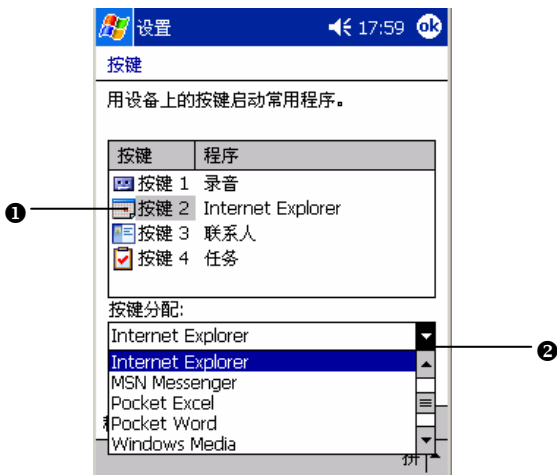 设置 17:59 ok
按键
用设备上的按键启动常用程序。
按键 程序
按键 1 录音
❶ 按键 2 Internet Explorer
按键 3 联系人
按键 4 任务
按键分配:
Internet Explorer
❷
Internet Explorer
MSN Messenger
Pocket Excel
Pocket Word
Windows Media
拼